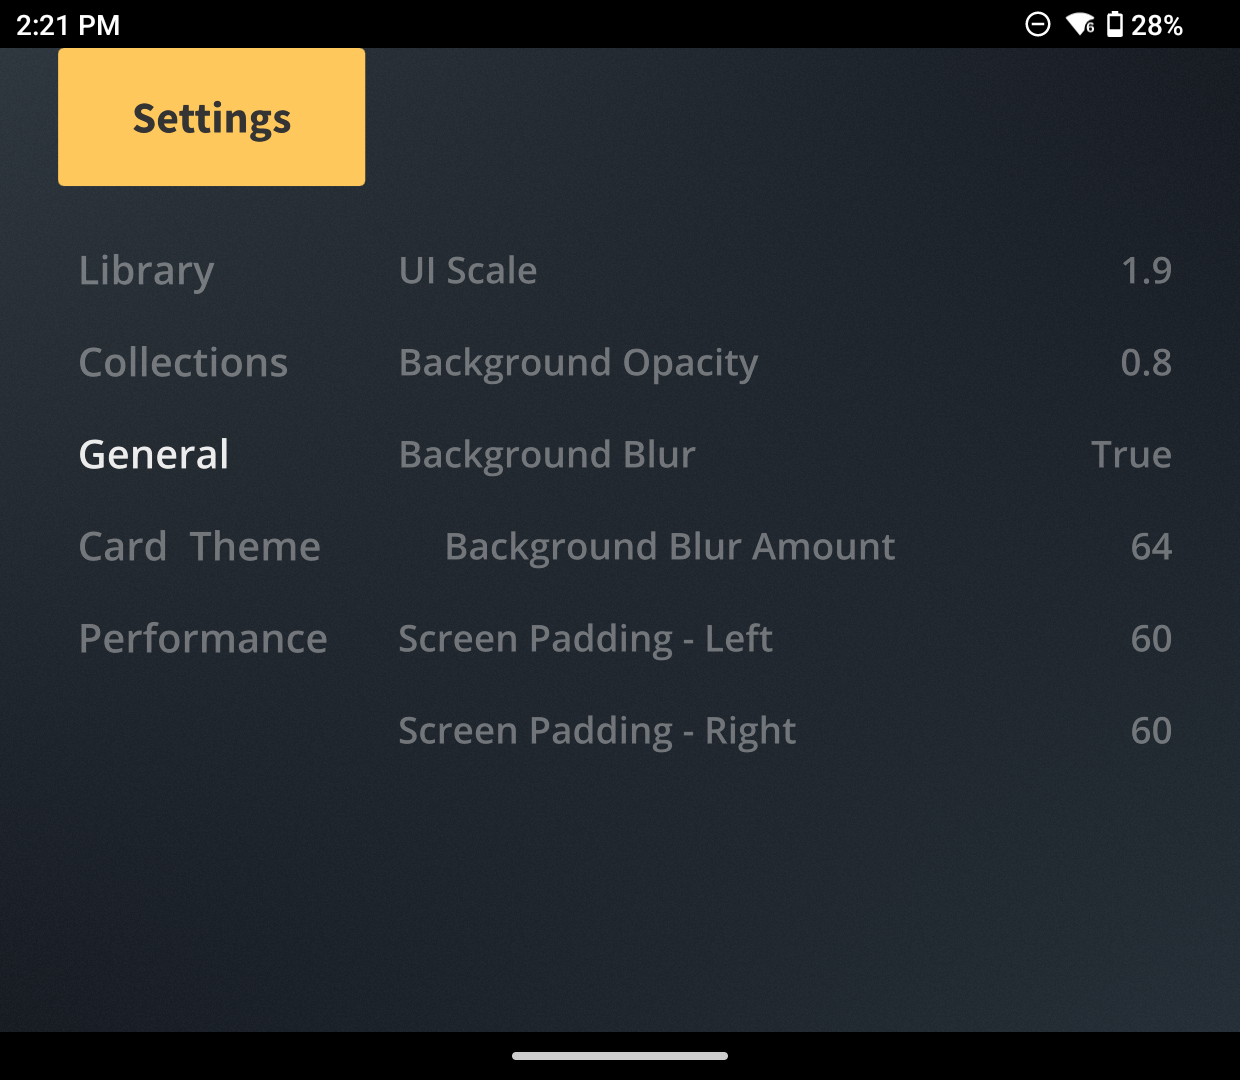 2:21 PM 6 28%
Settings
Library
Collections
General
Card Theme
Performance
UI Scale 1.9
Background Opacity 0.8
Background Blur True
Background Blur Amount 64
Screen Padding - Left 60
Screen Padding - Right 60